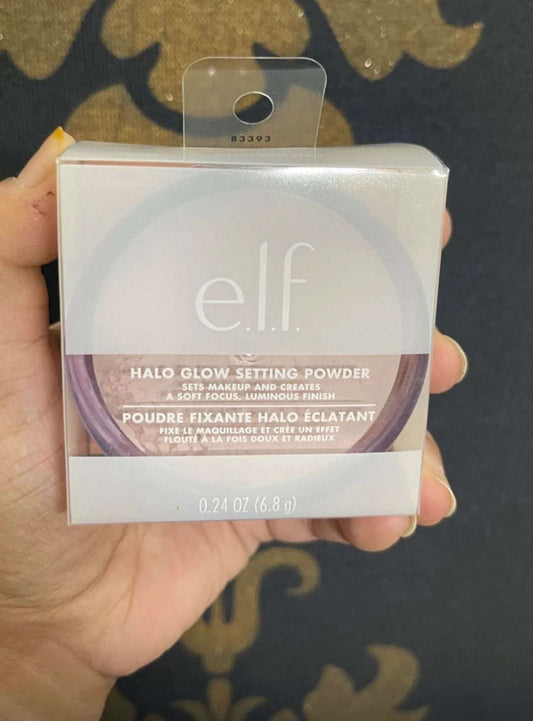 83393
e.l.f.
HALO GLOW SETTING POWDER
SETS MAKEUP AND CREATES
A SOFT FOCUS, LUMINOUS FINISH
POUDRE FIXANTE HALO ÉCLATANT
FIXE LE MAQUILLAGE ET CRÉE UN EFFET
FLOUTÉ À LA FOIS DOUX ET RADIEUX
0.24 OZ (6.8 g)